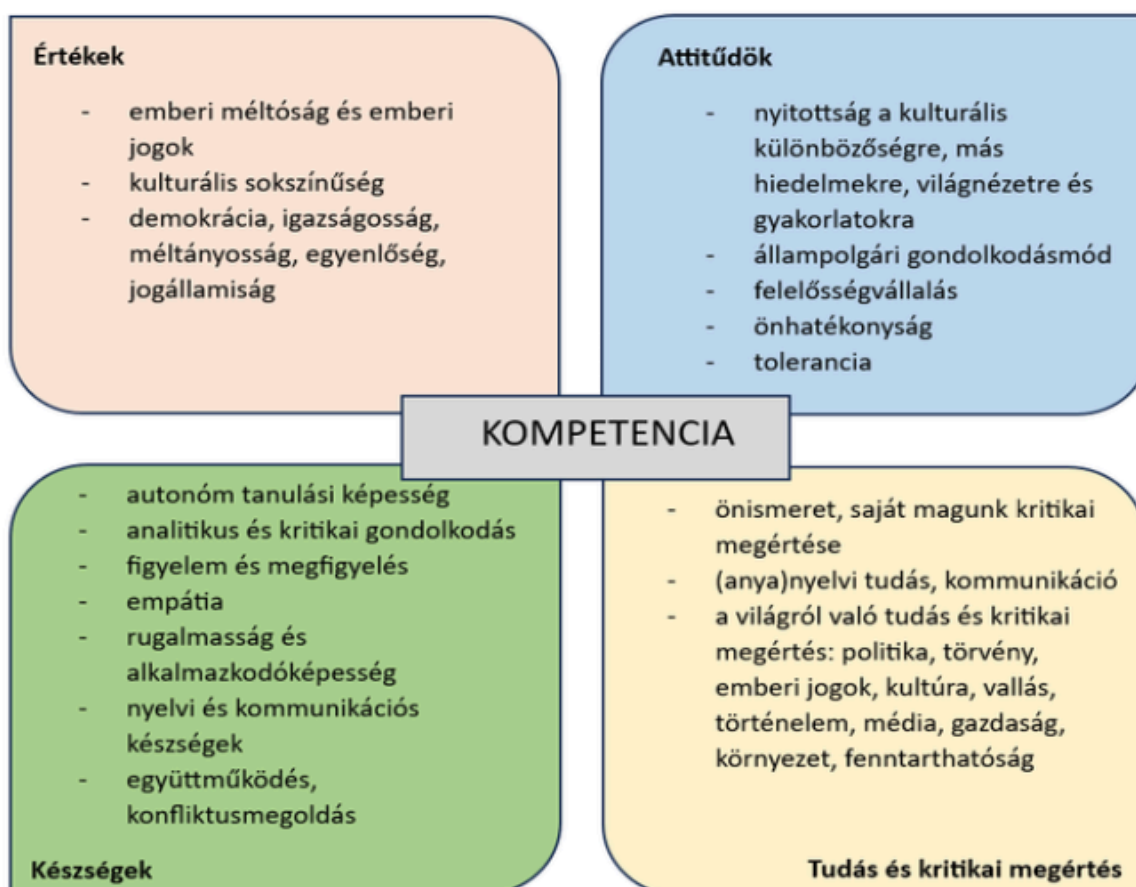 Értékek
- emberi méltóság és emberi
jogok
- kulturális sokszínűség
- demokrácia, igazságosság,
méltányosság, egyenlőség,
jogállamiság
Attitűdök
- nyitottság a kulturális
különbözőségre, más
hiedelmekre, világnézetre és
gyakorlatokra
- állampolgári gondolkodásmód
- felelősségvállalás
- önhatékonyság
- tolerancia
KOMPETENCIA
- autonóm tanulási képesség
- analitikus és kritikai gondolkodás
- figyelem és megfigyelés
- empátia
- rugalmasság és
alkalmazkodóképesség
- nyelvi és kommunikációs
készségek
- együttműködés,
konfliktusmegoldás
Készségek
- önismeret, saját magunk kritikai
megértése
- (anya)nyelvi tudás, kommunikáció
- a világról való tudás és kritikai
megértés: politika, törvény,
emberi jogok, kultúra, vallás,
történelem, média, gazdaság,
környezet, fenntarthatóság
Tudás és kritikai megértés